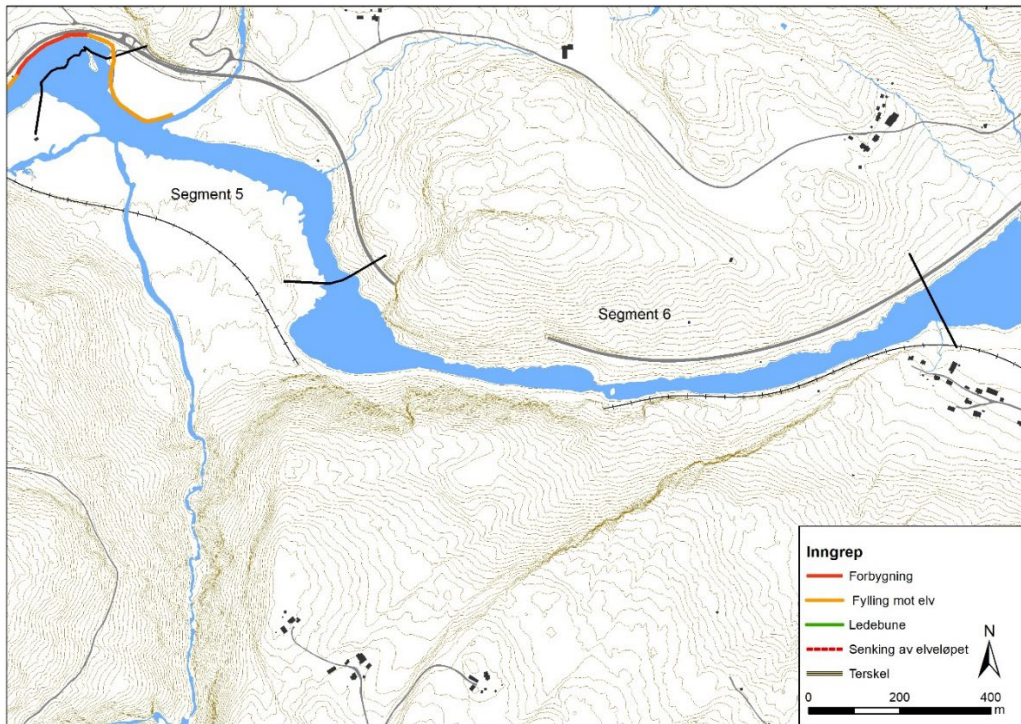 Segment 5
Segment 6
Inngrep
Forbygning
Fylling mot elv
Ledebune
Senking av elveløpet
Terskel
N
0 200 400
m